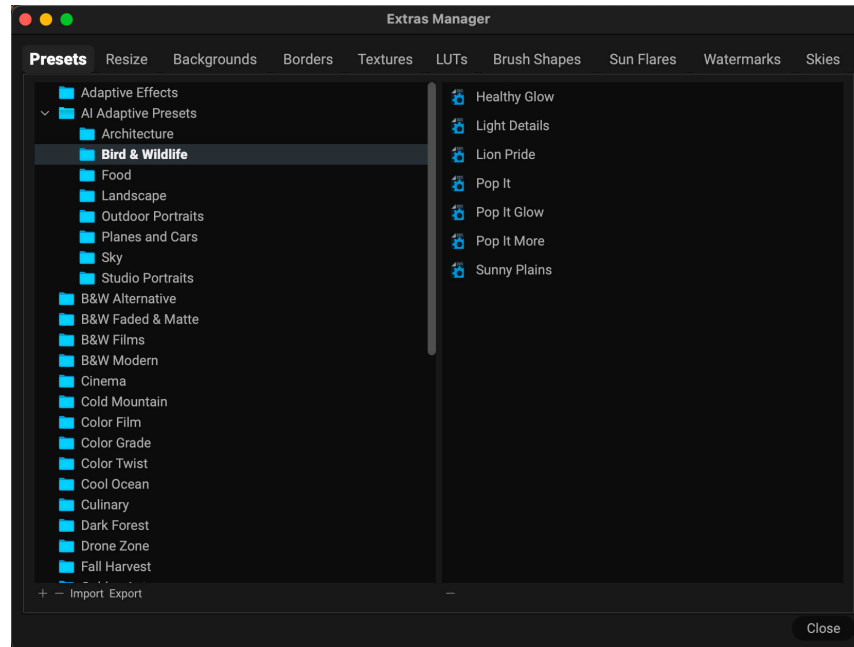 Extras Manager
Presets Resize Backgrounds Borders Textures LUTs Brush Shapes Sun Flares Watermarks Skies
Adaptive Effects
AI Adaptive Presets
Architecture
Bird & Wildlife
Food
Landscape
Outdoor Portraits
Planes and Cars
Sky
Studio Portraits
B&W Alternative
B&W Faded & Matte
B&W Films
B&W Modern
Cinema
Cold Mountain
Color Film
Color Grade
Color Twist
Cool Ocean
Culinary
Dark Forest
Drone Zone
Fall Harvest
+ − Import Export
Healthy Glow
Light Details
Lion Pride
Pop It
Pop It Glow
Pop It More
Sunny Plains
−
Close